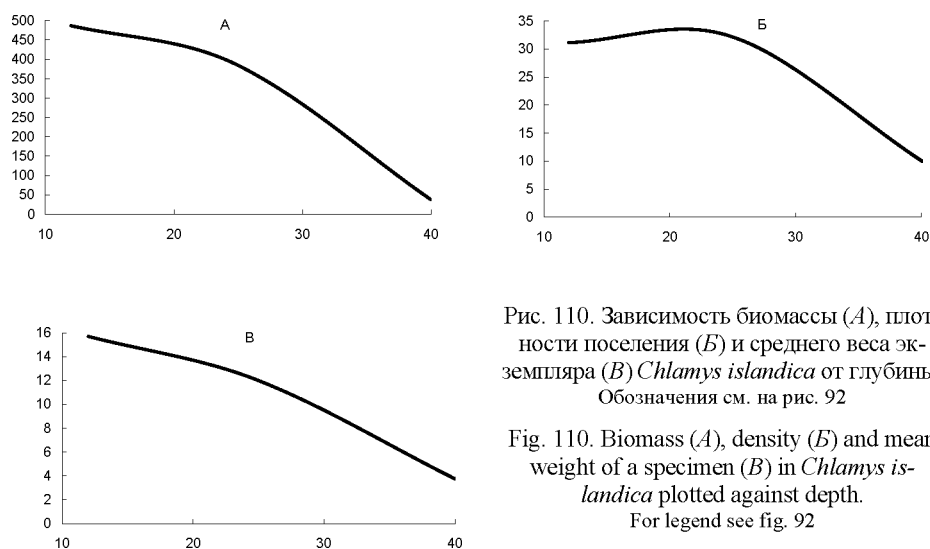 А
500
450
400
350
300
250
200
150
100
50
0
10 20 30 40
Б
35
30
25
20
15
10
5
0
10 20 30 40
В
16
14
12
10
8
6
4
2
0
10 20 30 40
Рис. 110. Зависимость биомассы (А), плот
ности поселения (Б) и среднего веса эк-
земпляра (В) Chlamys islandica от глубины
Обозначения см. на рис. 92
Fig. 110. Biomass (A), density (Б) and mean
weight of a specimen (B) in Chlamys is-
landica plotted against depth.
For legend see fig. 92